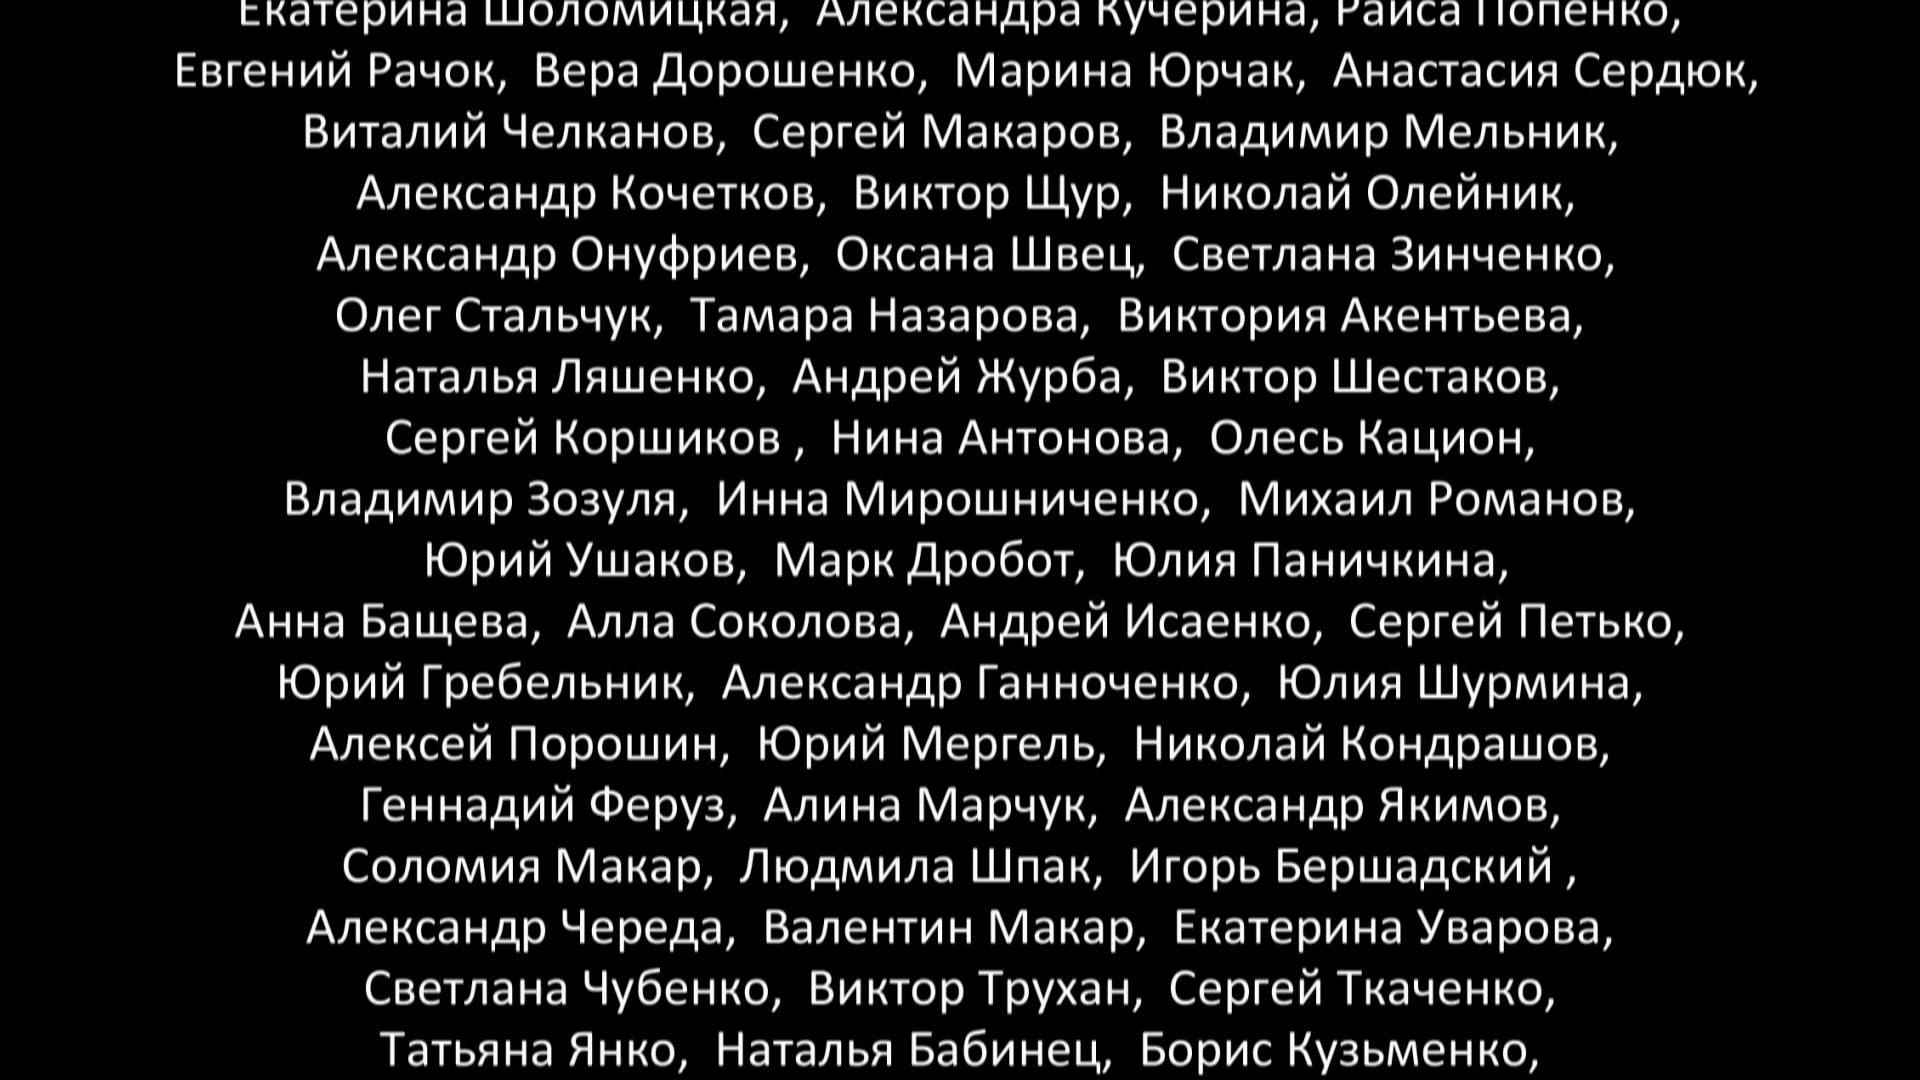 Екатерина Шоломицкая, Александра Кучерина, Раиса Попенко,
Евгений Рачок, Вера Дорошенко, Марина Юрчак, Анастасия Сердюк,
Виталий Челканов, Сергей Макаров, Владимир Мельник,
Александр Кочетков, Виктор Щур, Николай Олейник,
Александр Онуфриев, Оксана Швец, Светлана Зинченко,
Олег Стальчук, Тамара Назарова, Виктория Акентьева,
Наталья Ляшенко, Андрей Журба, Виктор Шестаков,
Сергей Коршиков , Нина Антонова, Олесь Кацион,
Владимир Зозуля, Инна Мирошниченко, Михаил Романов,
Юрий Ушаков, Марк Дробот, Юлия Паничкина,
Анна Бащева, Алла Соколова, Андрей Исаенко, Сергей Петько,
Юрий Гребельник, Александр Ганноченко, Юлия Шурмина,
Алексей Порошин, Юрий Мергель, Николай Кондрашов,
Геннадий Феруз, Алина Марчук, Александр Якимов,
Соломия Макар, Людмила Шпак, Игорь Бершадский ,
Александр Череда, Валентин Макар, Екатерина Уварова,
Светлана Чубенко, Виктор Трухан, Сергей Ткаченко,
Татьяна Янко, Наталья Бабинец, Борис Кузьменко,